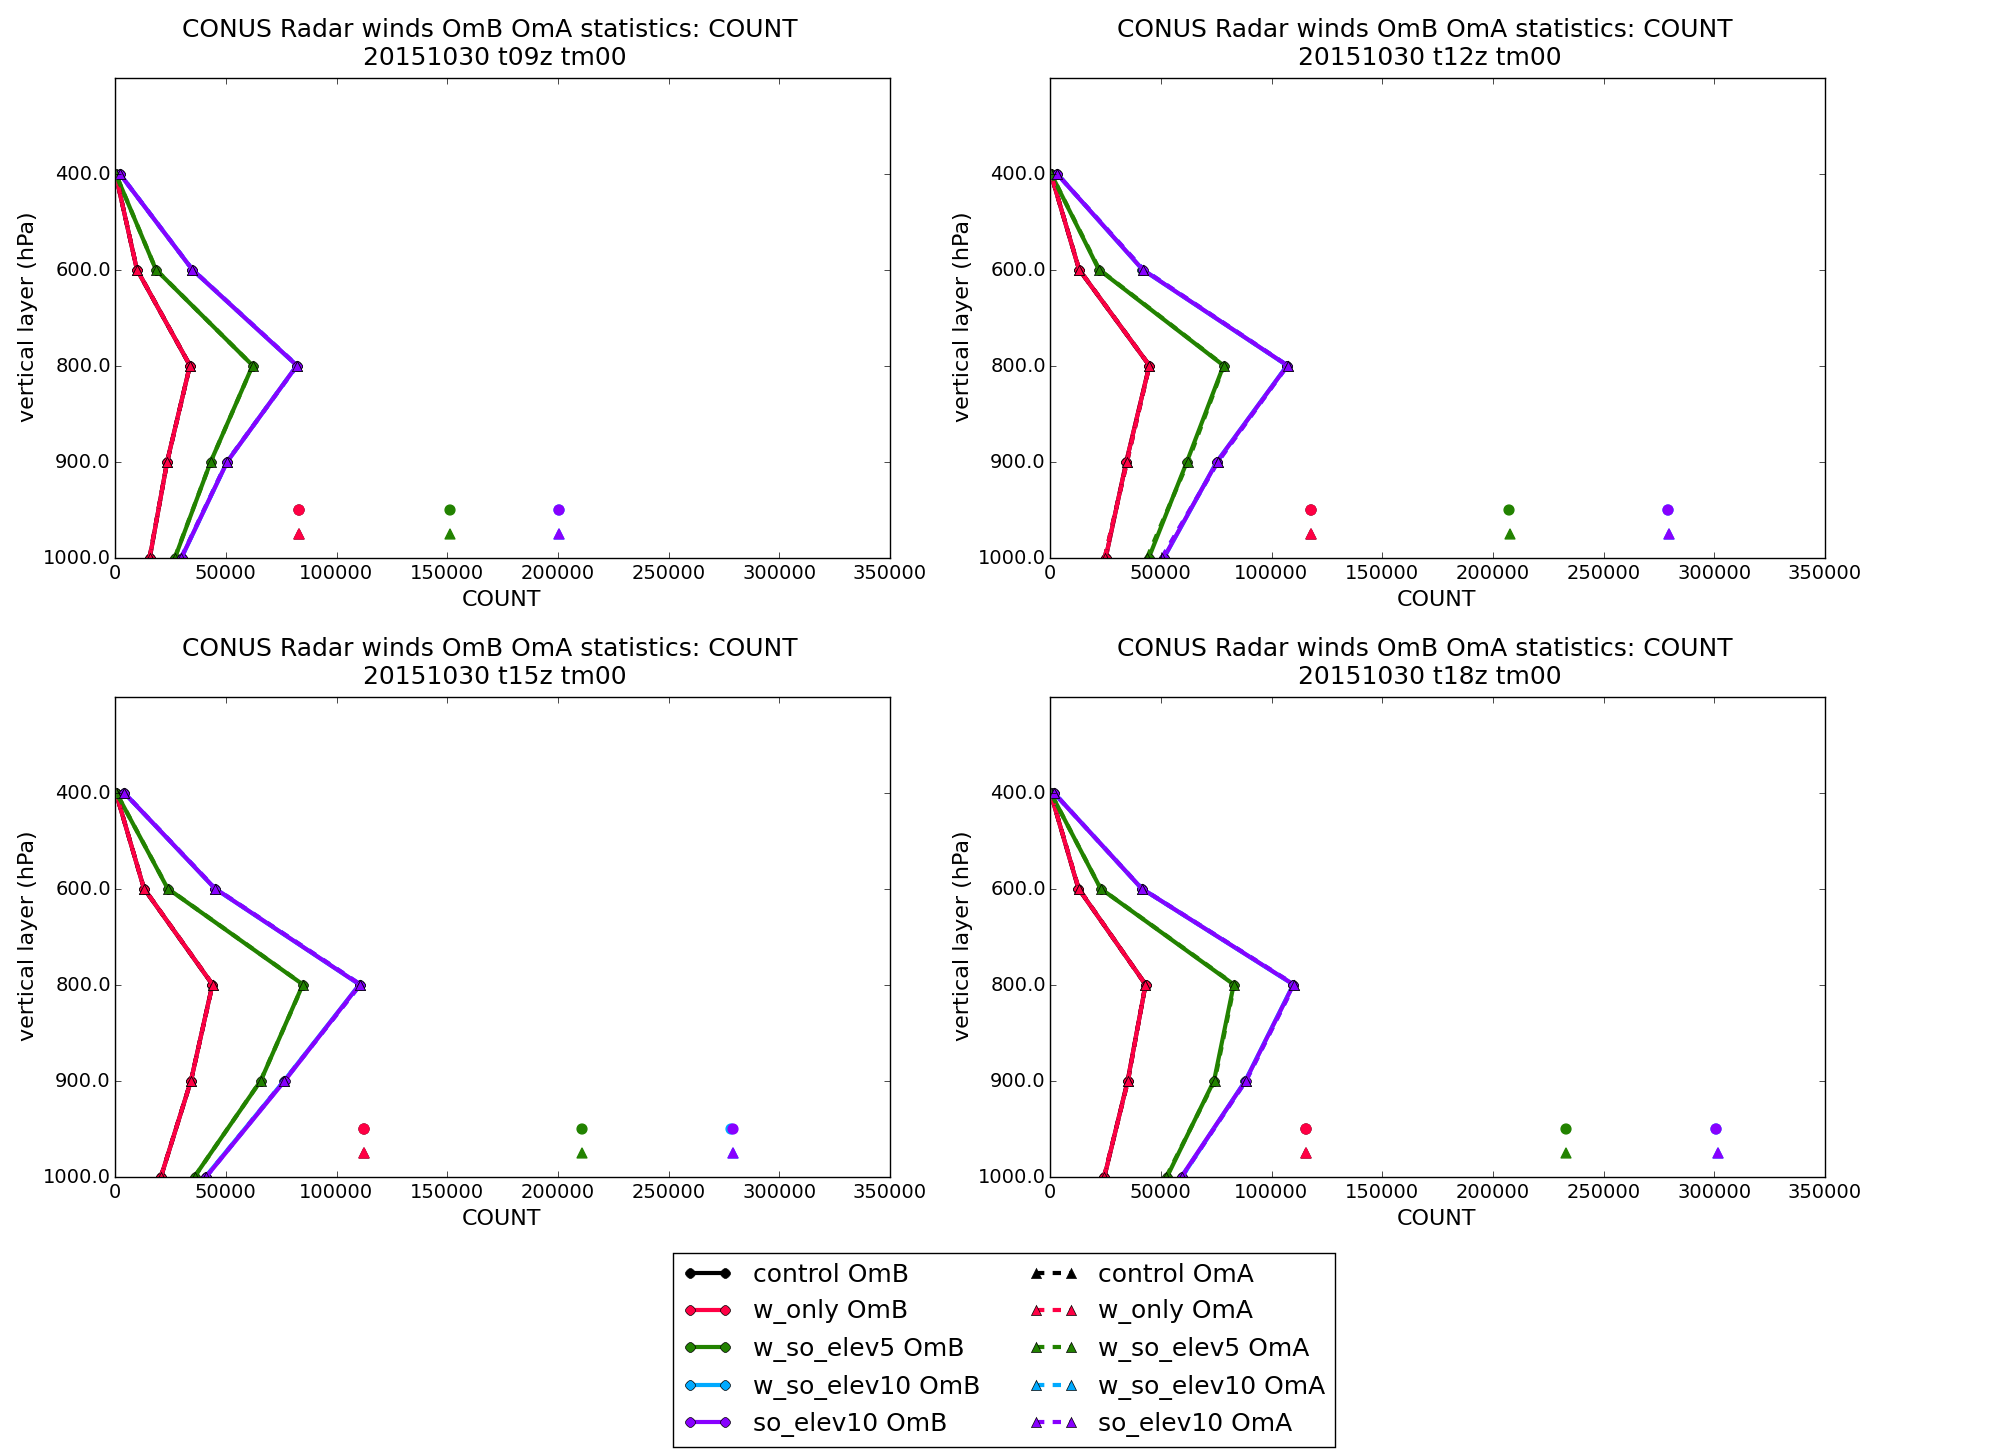 CONUS Radar winds OmB OmA statistics: COUNT
20151030 t09z tm00
vertical layer (hPa)
400.0
600.0
800.0
900.0
1000.0
0 50000 100000 150000 200000 250000 300000 350000
COUNT
CONUS Radar winds OmB OmA statistics: COUNT
20151030 t12z tm00
vertical layer (hPa)
400.0
600.0
800.0
900.0
1000.0
0 50000 100000 150000 200000 250000 300000 350000
COUNT
CONUS Radar winds OmB OmA statistics: COUNT
20151030 t15z tm00
vertical layer (hPa)
400.0
600.0
800.0
900.0
1000.0
0 50000 100000 150000 200000 250000 300000 350000
COUNT
CONUS Radar winds OmB OmA statistics: COUNT
20151030 t18z tm00
vertical layer (hPa)
400.0
600.0
800.0
900.0
1000.0
0 50000 100000 150000 200000 250000 300000 350000
COUNT
control OmB
w_only OmB
w_so_elev5 OmB
w_so_elev10 OmB
so_elev10 OmB
control OmA
w_only OmA
w_so_elev5 OmA
w_so_elev10 OmA
so_elev10 OmA